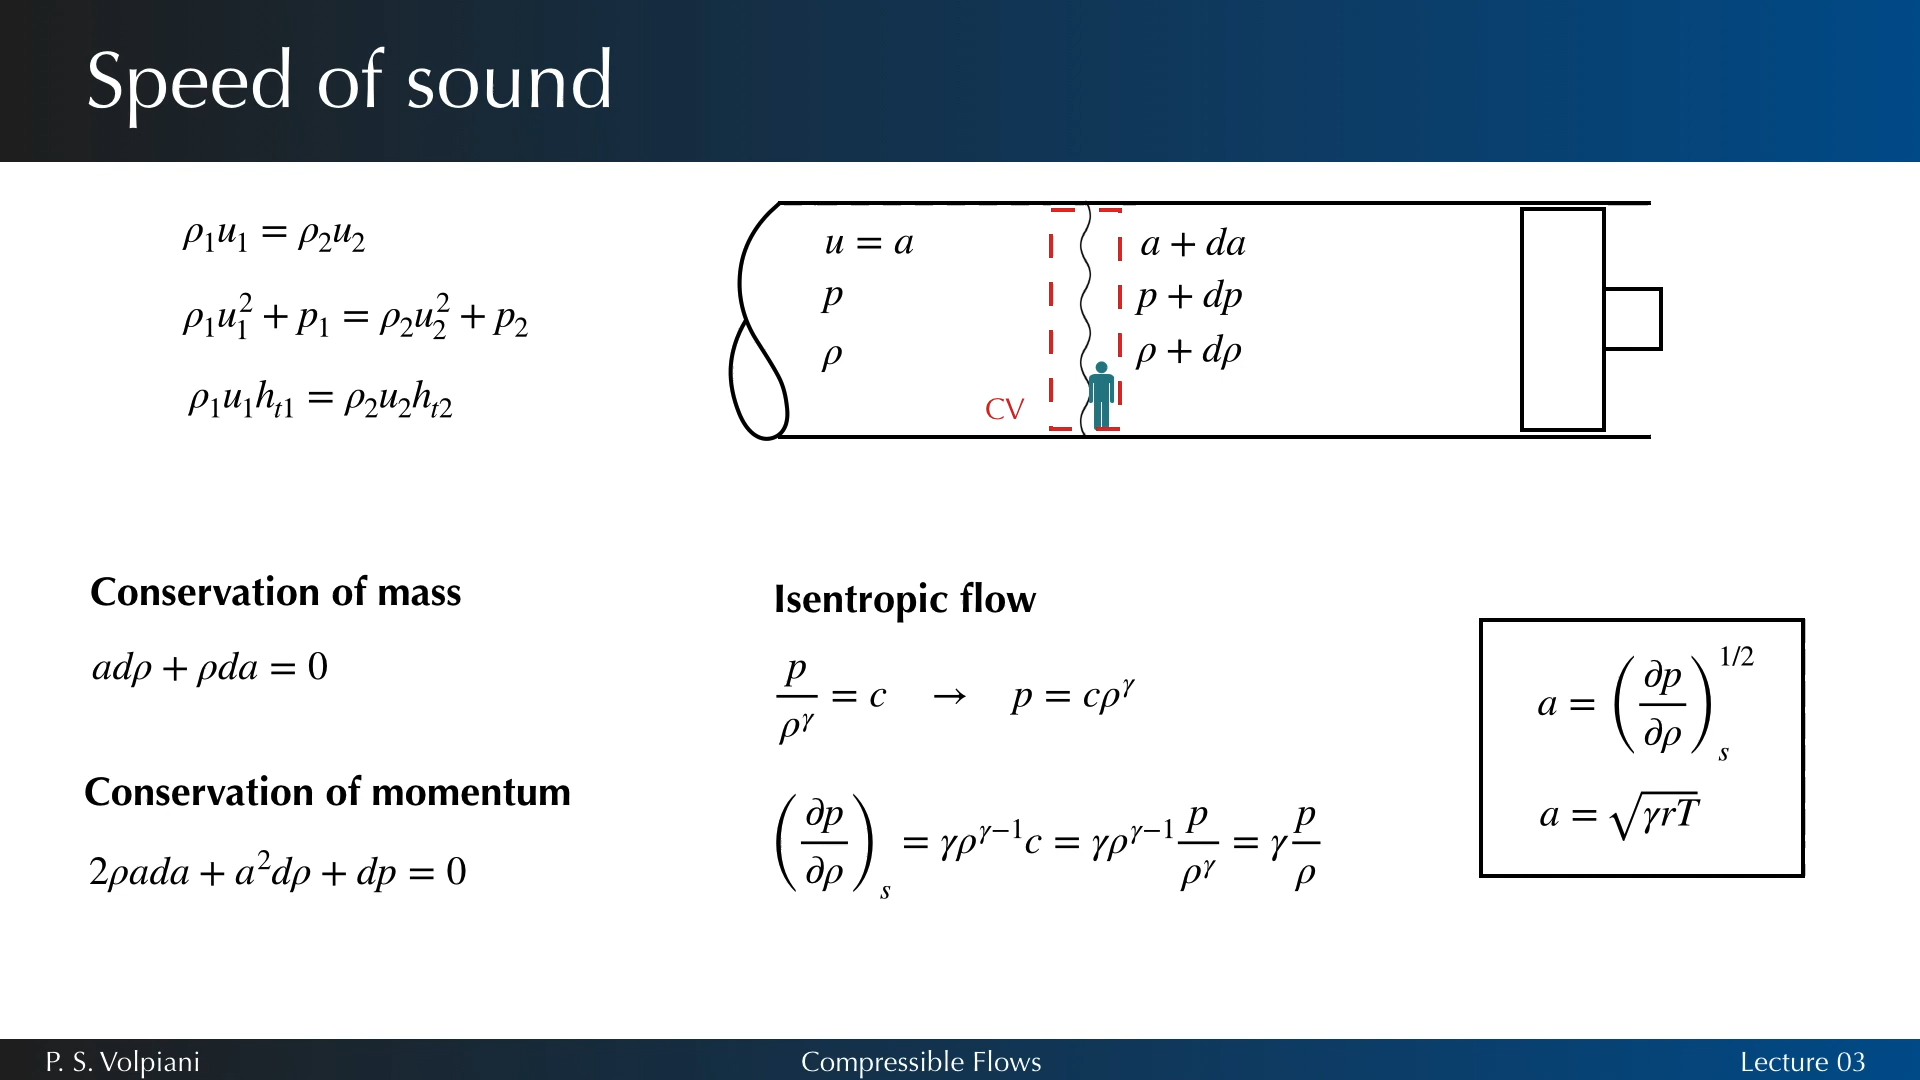 Speed of sound
ρ₁u₁ = ρ₂u₂
ρ₁u₁² + p₁ = ρ₂u₂² + p₂
ρ₁u₁hₜ₁ = ρ₂u₂hₜ₂
u = a
p
ρ
CV
a + da
p + dp
ρ + dρ
Conservation of mass
adρ + ρda = 0
Conservation of momentum
2ρada + a²dρ + dp = 0
Isentropic flow
p/ρ^γ = c → p = cρ^γ
(∂p/∂ρ)_s = γρ^(γ−1)c = γρ^(γ−1) p/ρ^γ = γ p/ρ
a = (∂p/∂ρ)_s^(1/2)
a = √(γrT)
P. S. Volpiani
Compressible Flows
Lecture 03